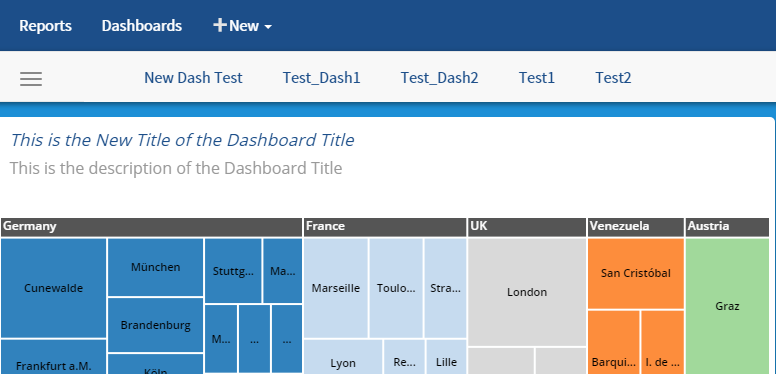 Reports Dashboards +New
New Dash Test Test_Dash1 Test_Dash2 Test1 Test2
This is the New Title of the Dashboard Title
This is the description of the Dashboard Title
Germany France UK Venezuela Austria
Cunewalde München Stuttg... Ma... Marseille Toulo... Stra... London San Cristóbal Graz
Brandenburg M... ... ...
Frankfurt a.M. Köln Lyon Re... Lille Barqui... I. de ...